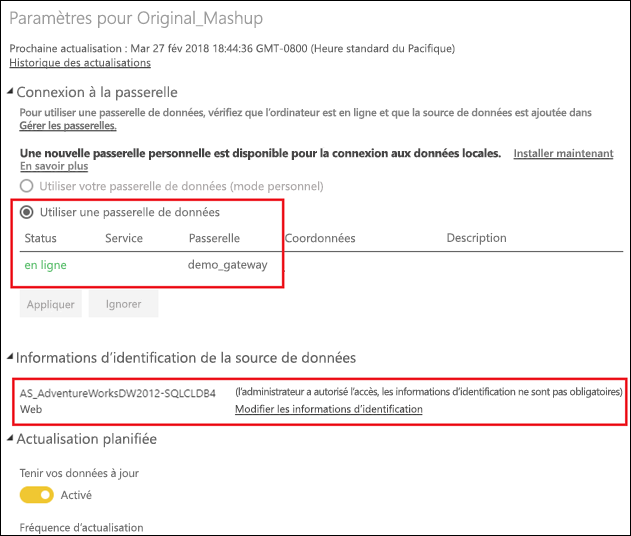 Paramètres pour Original_Mashup
Prochaine actualisation : Mar 27 fév 2018 18:44:36 GMT-0800 (Heure standard du Pacifique)
Historique des actualisations
Connexion à la passerelle
Pour utiliser une passerelle de données, vérifiez que l'ordinateur est en ligne et que la source de données est ajoutée dans
Gérer les passerelles.
Une nouvelle passerelle personnelle est disponible pour la connexion aux données locales. Installer maintenant
En savoir plus
Utiliser votre passerelle de données (mode personnel)
Utiliser une passerelle de données
Status Service Passerelle Coordonnées Description
en ligne demo_gateway
Appliquer Ignorer
Informations d'identification de la source de données
AS_AdventureWorksDW2012-SQLCLDB4 (l'administrateur a autorisé l'accès, les informations d'identification ne sont pas obligatoires)
Web Modifier les informations d'identification
Actualisation planifiée
Tenir vos données à jour
Activé
Fréquence d'actualisation